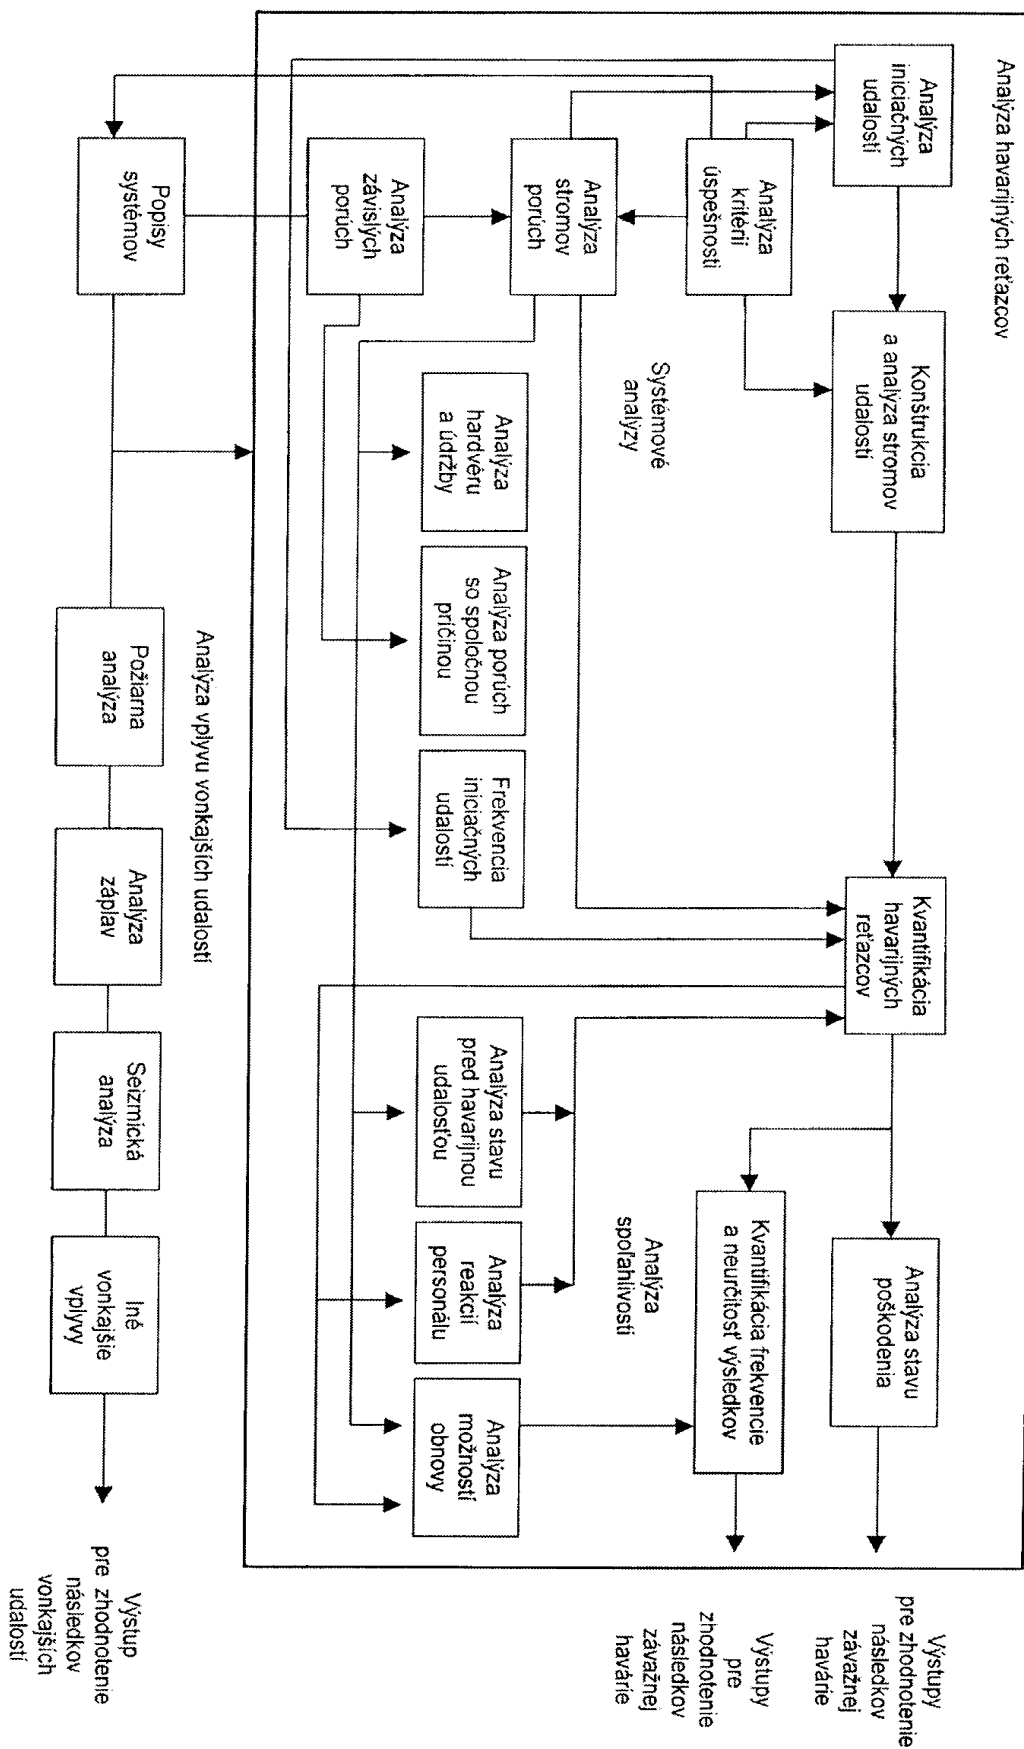 Analýza havarijných reťazcov
Analýza
iniciačných
udalostí
Konštrukcia
a analýza stromov
udalostí
Kvantifikácia
havarijných
reťazcov
Analýza stavu
poškodenia
Výstupy
pre zhodnotenie
následkov
závažnej
havárie
Analýza
kritérii
úspešnosti
Kvantifikácia frekvencie
a neurčitosť výsledkov
Výstupy
pre
zhodnotenie
následkov
závažnej
havárie
Systémové
analýzy
Analýza
spoľahlivosti
Analýza
stromov
porúch
Analýza
hardvéru
a údržby
Analýza porúch
so spoločnou
príčinou
Frekvencia
iniciačných
udalostí
Analýza stavu
pred havarijnou
udalosťou
Analýza
reakcií
personálu
Analýza
možností
obnovy
Analýza
závislých
porúch
Analýza vplyvu vonkajších udalostí
Popisy
systémov
Požiarna
analýza
Analýza
záplav
Seizmická
analýza
Iné
vonkajšie
vplyvy
Výstup
pre zhodnotenie
následkov
vonkajších
udalostí